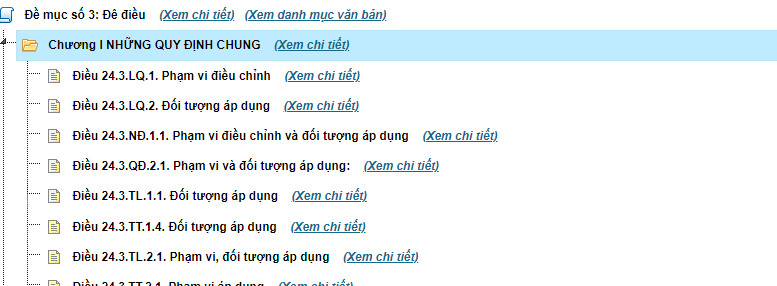 Đề mục số 3: Đê điều (Xem chi tiết) (Xem danh mục văn bản)
Chương I NHỮNG QUY ĐỊNH CHUNG (Xem chi tiết)
Điều 24.3.LQ.1. Phạm vi điều chỉnh (Xem chi tiết)
Điều 24.3.LQ.2. Đối tượng áp dụng (Xem chi tiết)
Điều 24.3.NĐ.1.1. Phạm vi điều chỉnh và đối tượng áp dụng (Xem chi tiết)
Điều 24.3.QĐ.2.1. Phạm vi và đối tượng áp dụng: (Xem chi tiết)
Điều 24.3.TL.1.1. Đối tượng áp dụng (Xem chi tiết)
Điều 24.3.TT.1.4. Đối tượng áp dụng (Xem chi tiết)
Điều 24.3.TL.2.1. Phạm vi, đối tượng áp dụng (Xem chi tiết)
Điều 24.3.TT.2.1. Phạm vi áp dụng (Xem chi tiết)